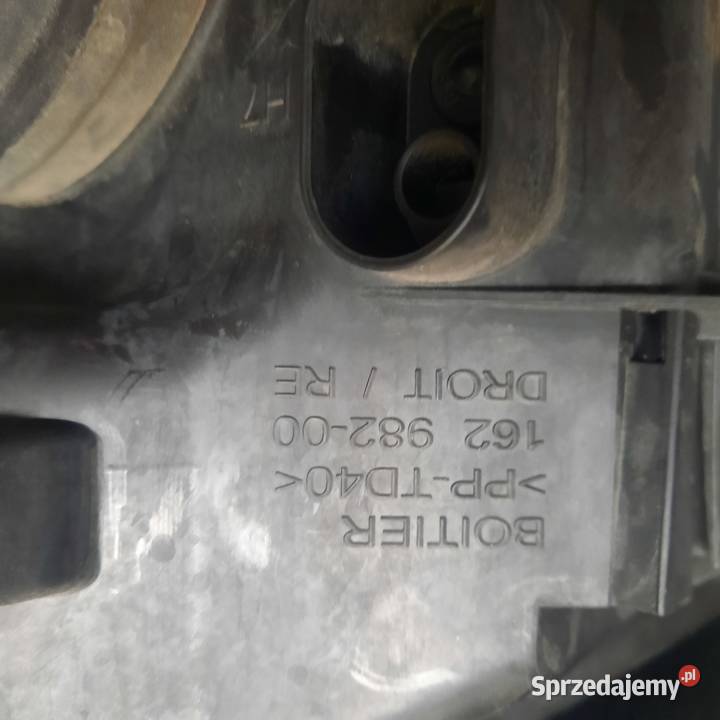 BOITIER
>PP-TD40<
162 982-00
DROIT / RE
Sprzedajemy.pl